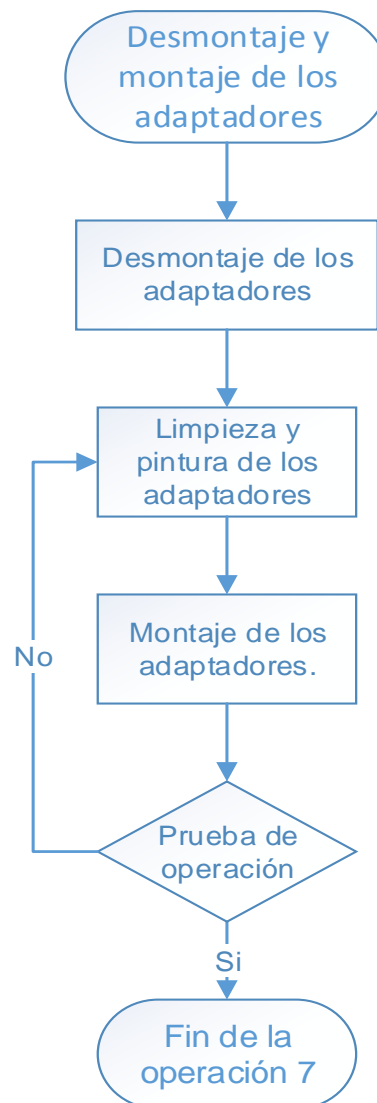 Desmontaje y
montaje de los
adaptadores
Desmontaje de los
adaptadores
Limpieza y
pintura de los
adaptadores
Montaje de los
adaptadores.
No
Prueba de
operación
Si
Fin de la
operación 7